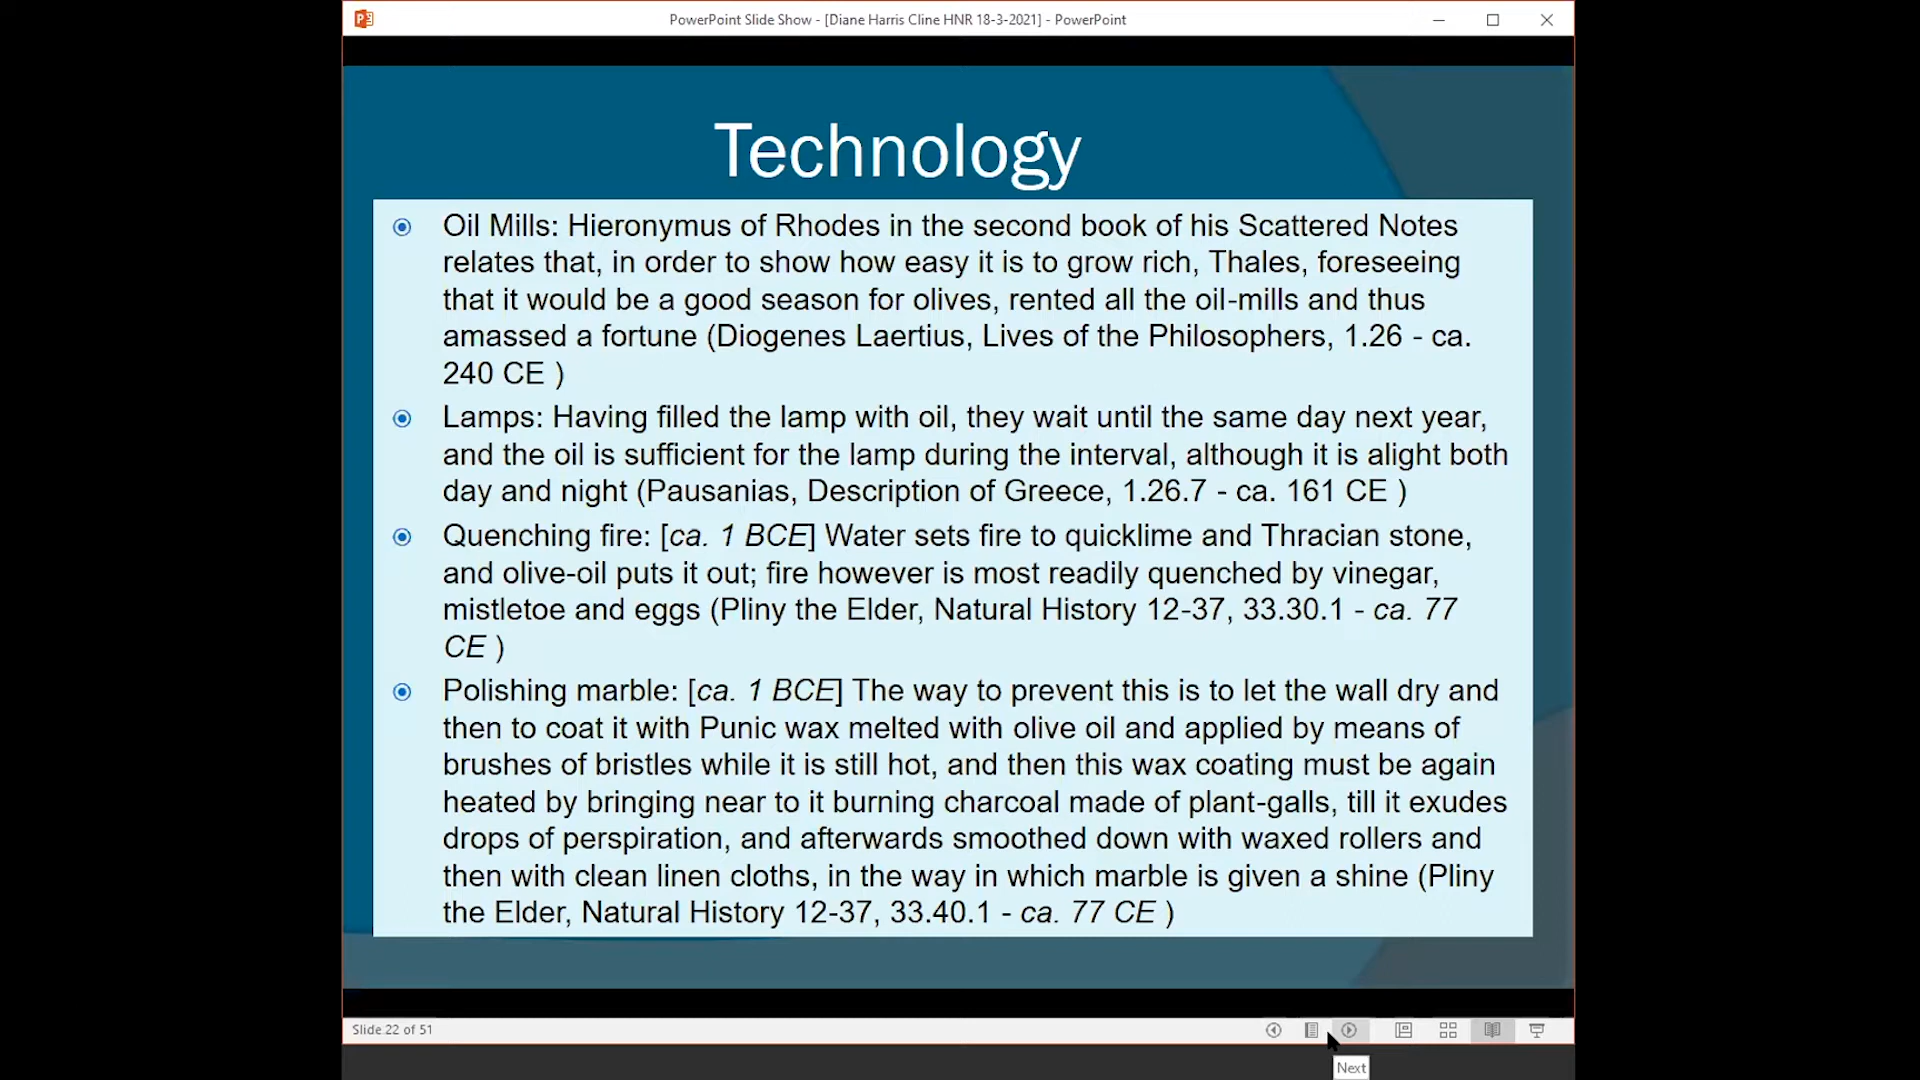 PowerPoint Slide Show - [Diane Harris Cline HNR 18-3-2021] - PowerPoint
Technology
Oil Mills: Hieronymus of Rhodes in the second book of his Scattered Notes
relates that, in order to show how easy it is to grow rich, Thales, foreseeing
that it would be a good season for olives, rented all the oil-mills and thus
amassed a fortune (Diogenes Laertius, Lives of the Philosophers, 1.26 - ca.
240 CE )
Lamps: Having filled the lamp with oil, they wait until the same day next year,
and the oil is sufficient for the lamp during the interval, although it is alight both
day and night (Pausanias, Description of Greece, 1.26.7 - ca. 161 CE )
Quenching fire: [ca. 1 BCE] Water sets fire to quicklime and Thracian stone,
and olive-oil puts it out; fire however is most readily quenched by vinegar,
mistletoe and eggs (Pliny the Elder, Natural History 12-37, 33.30.1 - ca. 77
CE )
Polishing marble: [ca. 1 BCE] The way to prevent this is to let the wall dry and
then to coat it with Punic wax melted with olive oil and applied by means of
brushes of bristles while it is still hot, and then this wax coating must be again
heated by bringing near to it burning charcoal made of plant-galls, till it exudes
drops of perspiration, and afterwards smoothed down with waxed rollers and
then with clean linen cloths, in the way in which marble is given a shine (Pliny
the Elder, Natural History 12-37, 33.40.1 - ca. 77 CE )
Slide 22 of 51
Next